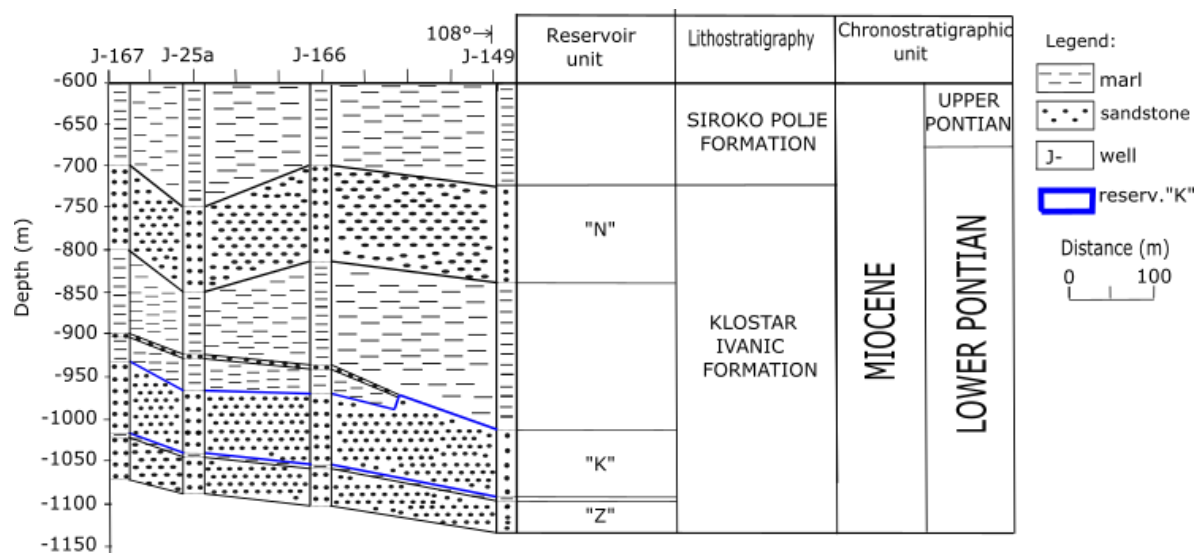 108°→
J-167 J-25a J-166 J-149
Reservoir
unit
Lithostratigraphy
Chronostratigraphic
unit
Legend:
marl
sandstone
J- well
reserv."K"
Distance (m)
0 100
Depth (m)
-600
-650
-700
-750
-800
-850
-900
-950
-1000
-1050
-1100
-1150
"N"
"K"
"Z"
SIROKO POLJE
FORMATION
KLOSTAR
IVANIC
FORMATION
MIOCENE
UPPER
PONTIAN
LOWER PONTIAN